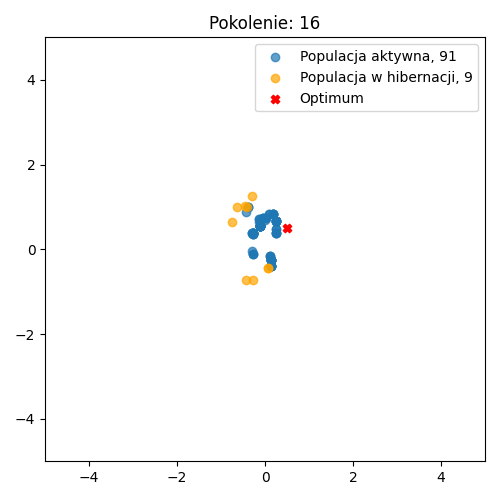 Pokolenie: 16
Populacja aktywna, 91
Populacja w hibernacji, 9
Optimum
4
2
0
−2
−4
−4
−2
0
2
4